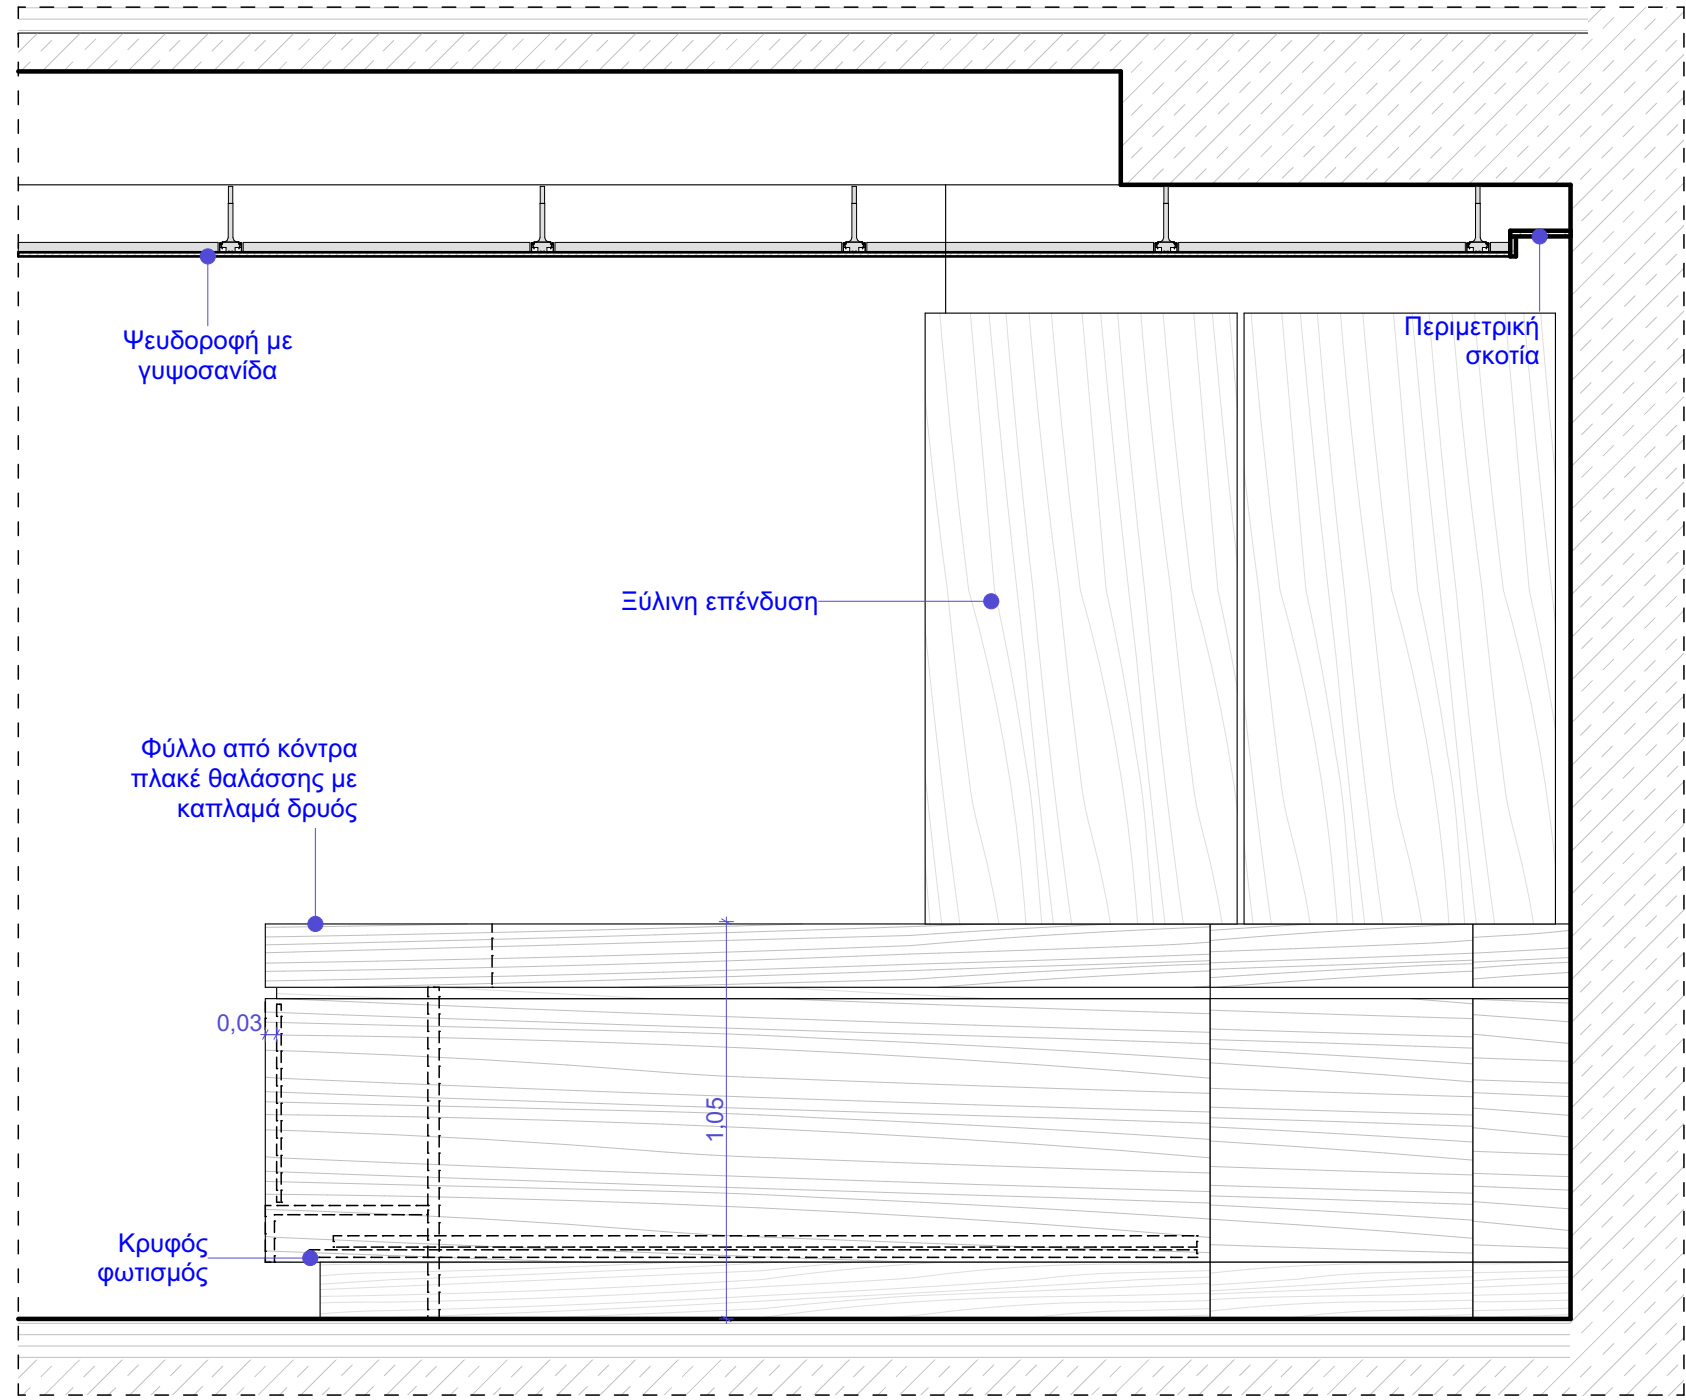 Ψευδοροφή με
γυψοσανίδα
Περιμετρική
σκοτία
Ξύλινη επένδυση
Φύλλο από κόντρα
πλακέ θαλάσσης με
καπλαμά δρυός
0,03
1,05
Κρυφός
φωτισμός